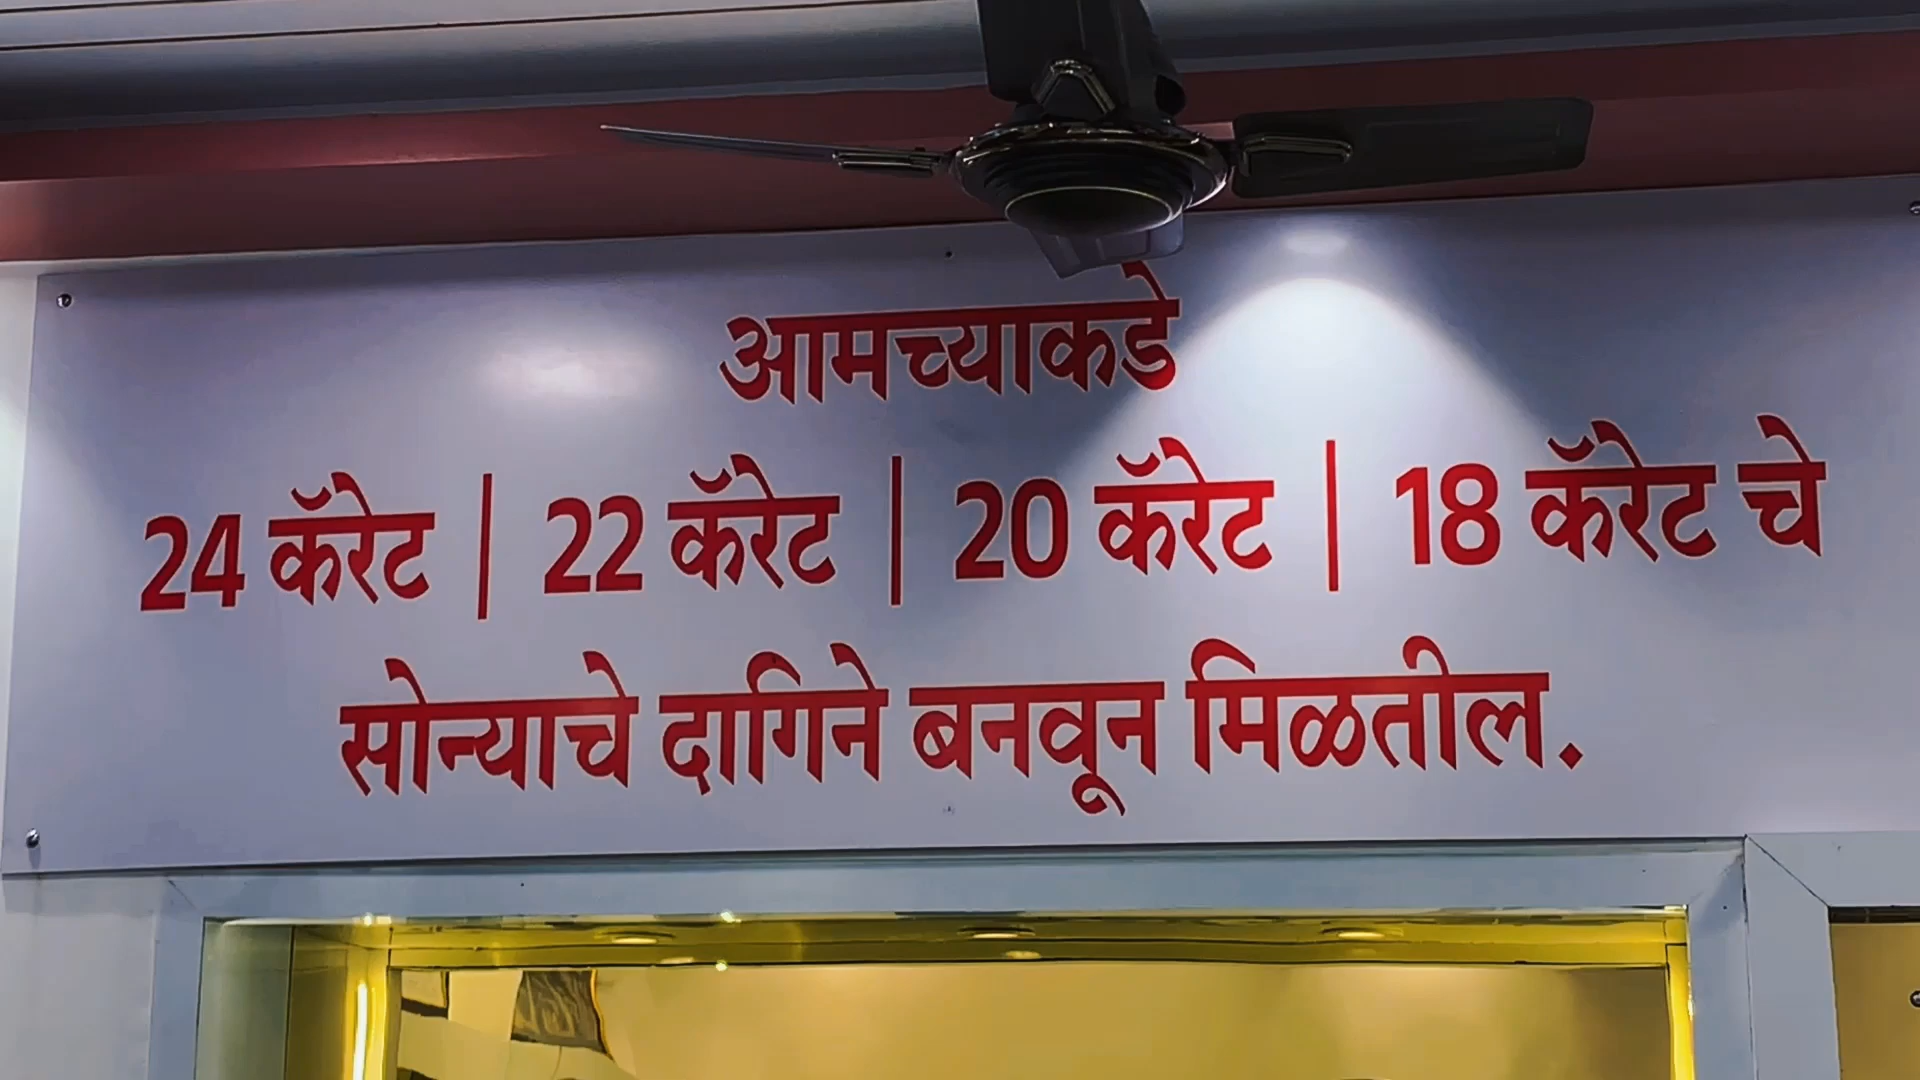 आमच्याकडे
24 कॅरेट | 22 कॅरेट | 20 कॅरेट | 18 कॅरेट चे
सोन्याचे दागिने बनवून मिळतील.